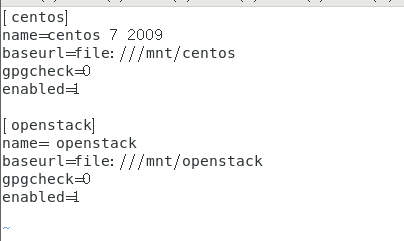 [centos]
name=centos 7 2009
baseurl=file:///mnt/centos
gpgcheck=0
enabled=1
[openstack]
name= openstack
baseurl=file:///mnt/openstack
gpgcheck=0
enabled=1
~